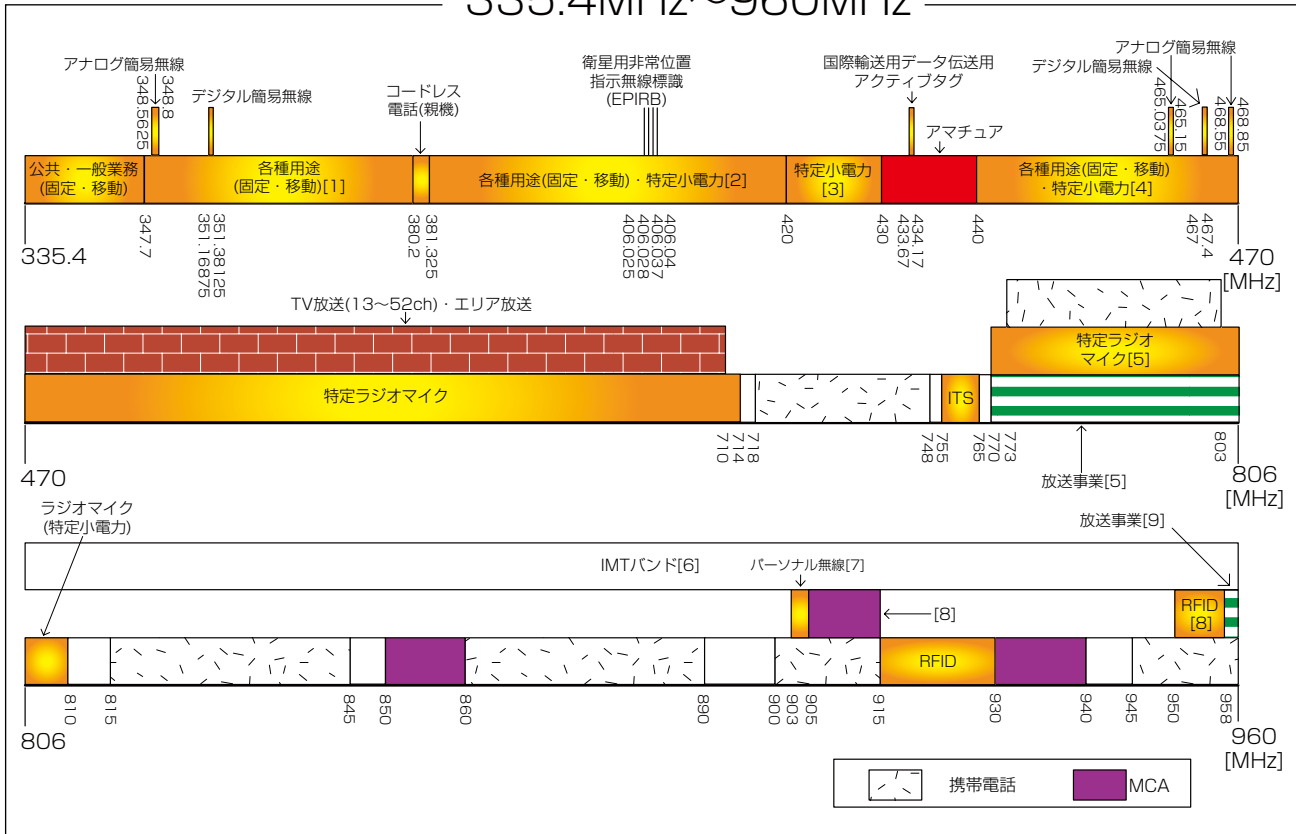 335.4MHz〜960MHz
アナログ簡易無線
348.8
348.5625
デジタル簡易無線
コードレス
電話(親機)
衛星用非常位置
指示無線標識
(EPIRB)
国際輸送用データ伝送用
アクティブタグ
アマチュア
アナログ簡易無線
デジタル簡易無線
465.15
465.0375
468.85
468.55
公共・一般業務
(固定・移動)
各種用途
(固定・移動)[1]
各種用途(固定・移動)・特定小電力[2]
特定小電力
[3]
各種用途(固定・移動)
・特定小電力[4]
335.4
347.7
351.38125
351.16875
380.2
381.325
406.04
406.037
406.028
406.025
420
430
434.17
433.67
440
467.4
467
470
[MHz]
TV放送(13〜52ch)・エリア放送
特定ラジオマイク
ITS
特定ラジオ
マイク[5]
470
710
714
718
748
755
765
770
773
803
806
[MHz]
放送事業[5]
ラジオマイク
(特定小電力)
放送事業[9]
IMTバンド[6]
パーソナル無線[7]
[8]
RFID
[8]
RFID
806
810
815
845
850
860
890
900
903
905
915
930
940
945
950
958
960
[MHz]
携帯電話
MCA